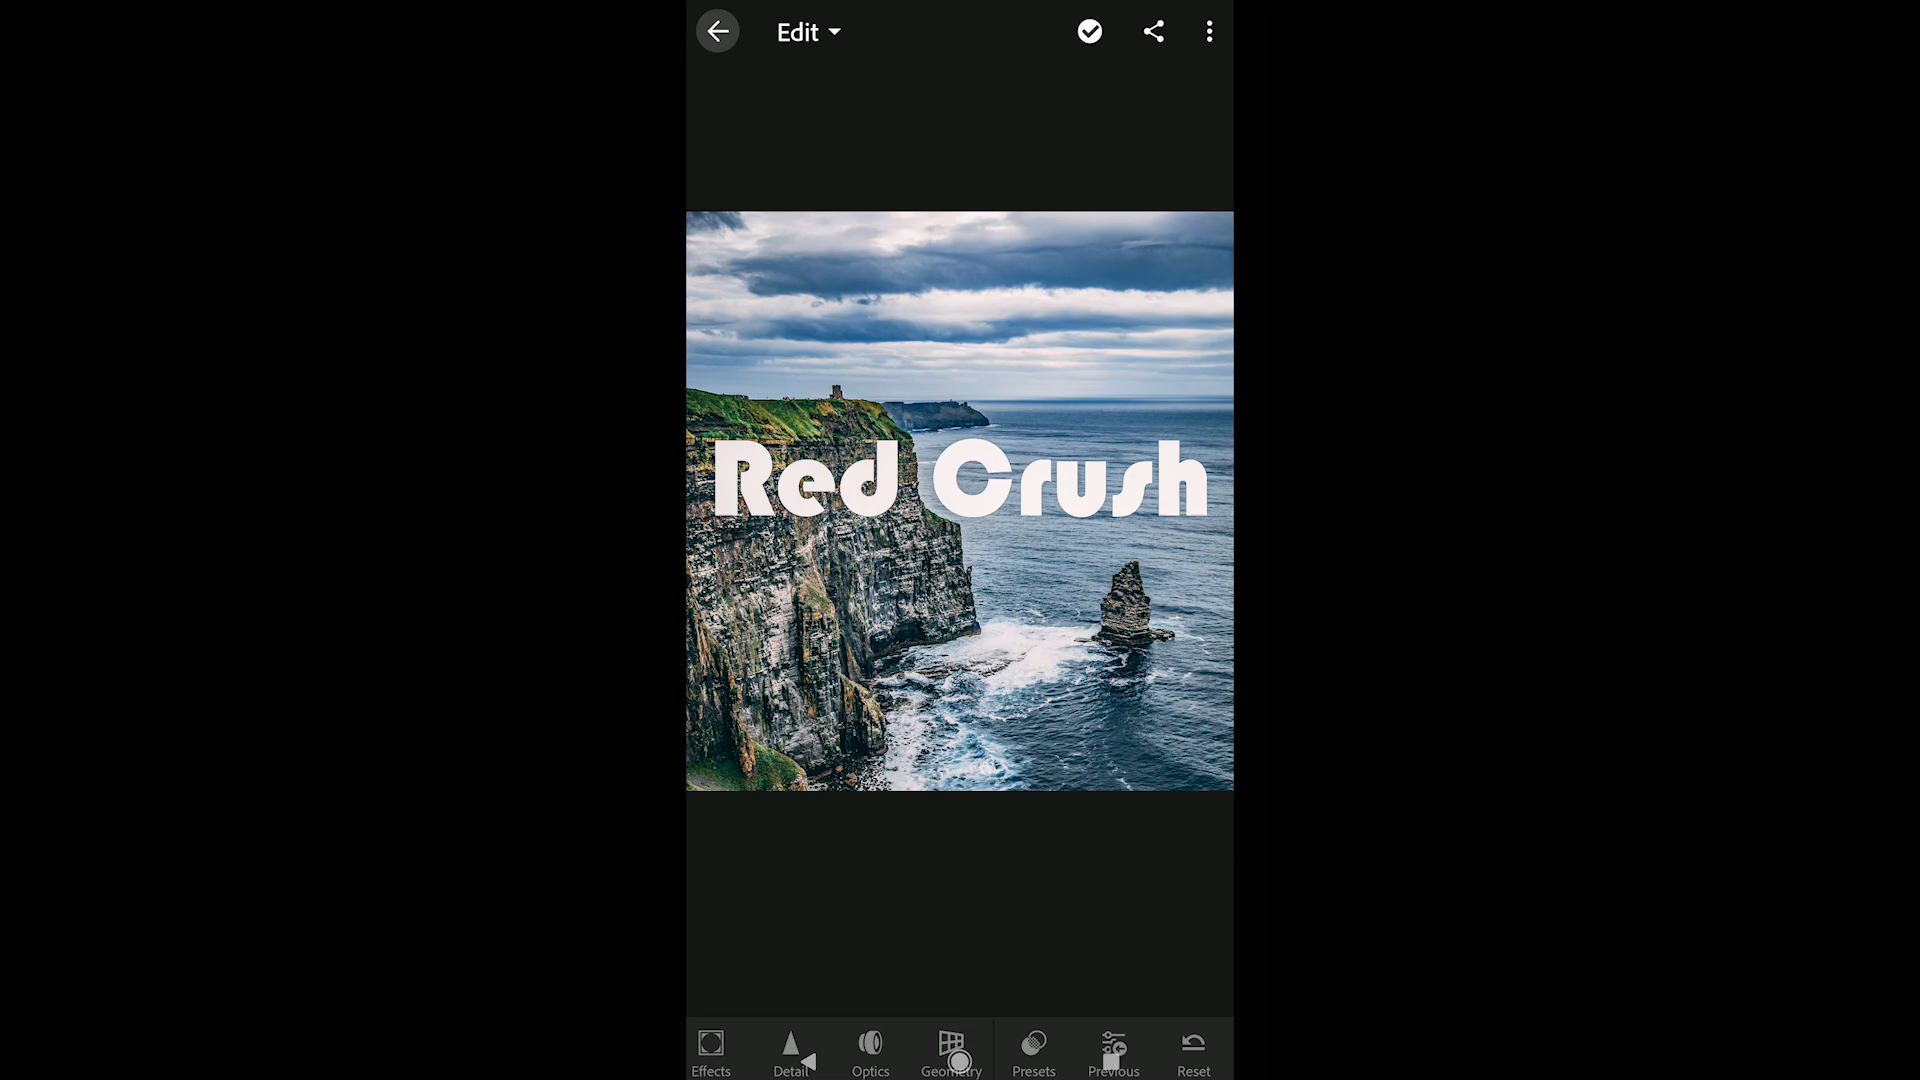 Edit
Red Crush
Effects
Detail
Optics
Geometry
Presets
Previous
Reset